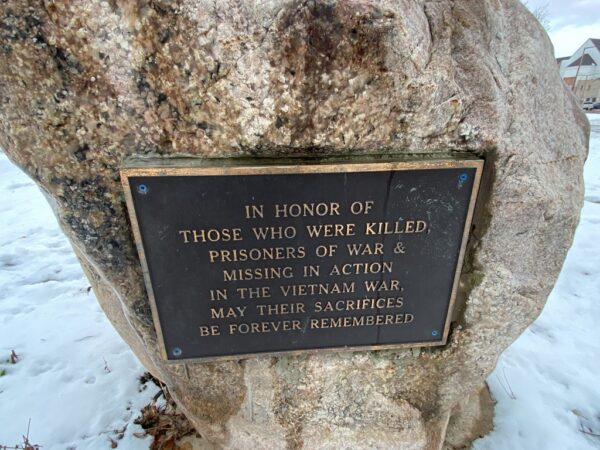 IN HONOR OF
THOSE WHO WERE KILLED,
PRISONERS OF WAR &
MISSING IN ACTION
IN THE VIETNAM WAR,
MAY THEIR SACRIFICES
BE FOREVER REMEMBERED